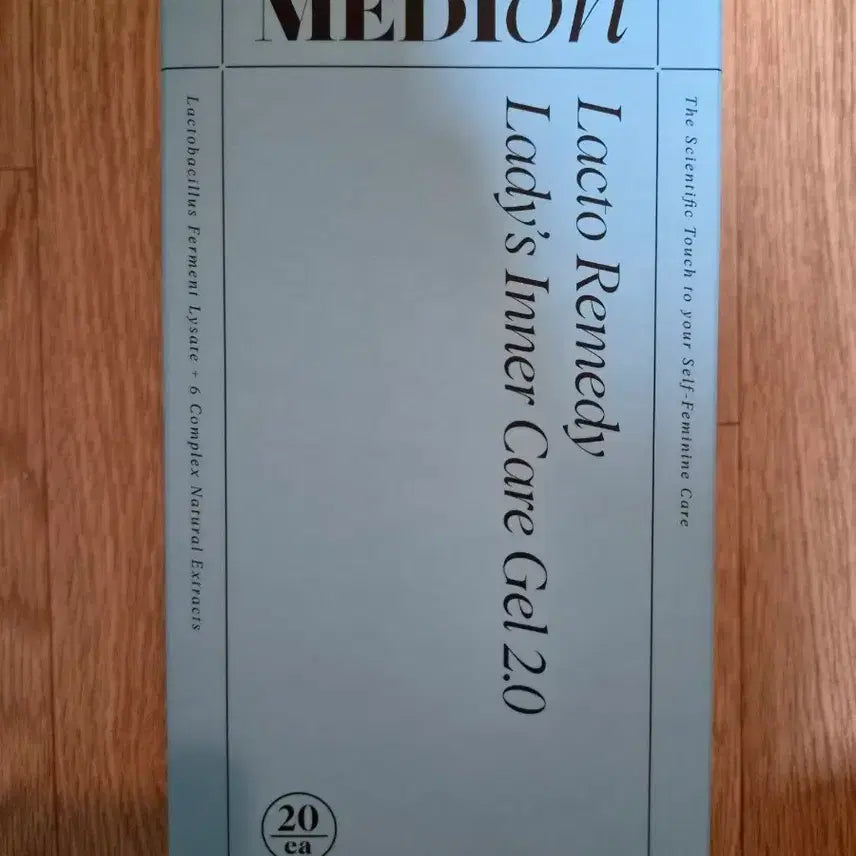 MEDIon
The Scientific Touch to your Self-Feminine Care
Lacto Remedy
Lady's Inner Care Gel 2.0
Lactobacillus Ferment Lysate + 6 Complex Natural Extracts
20
ea